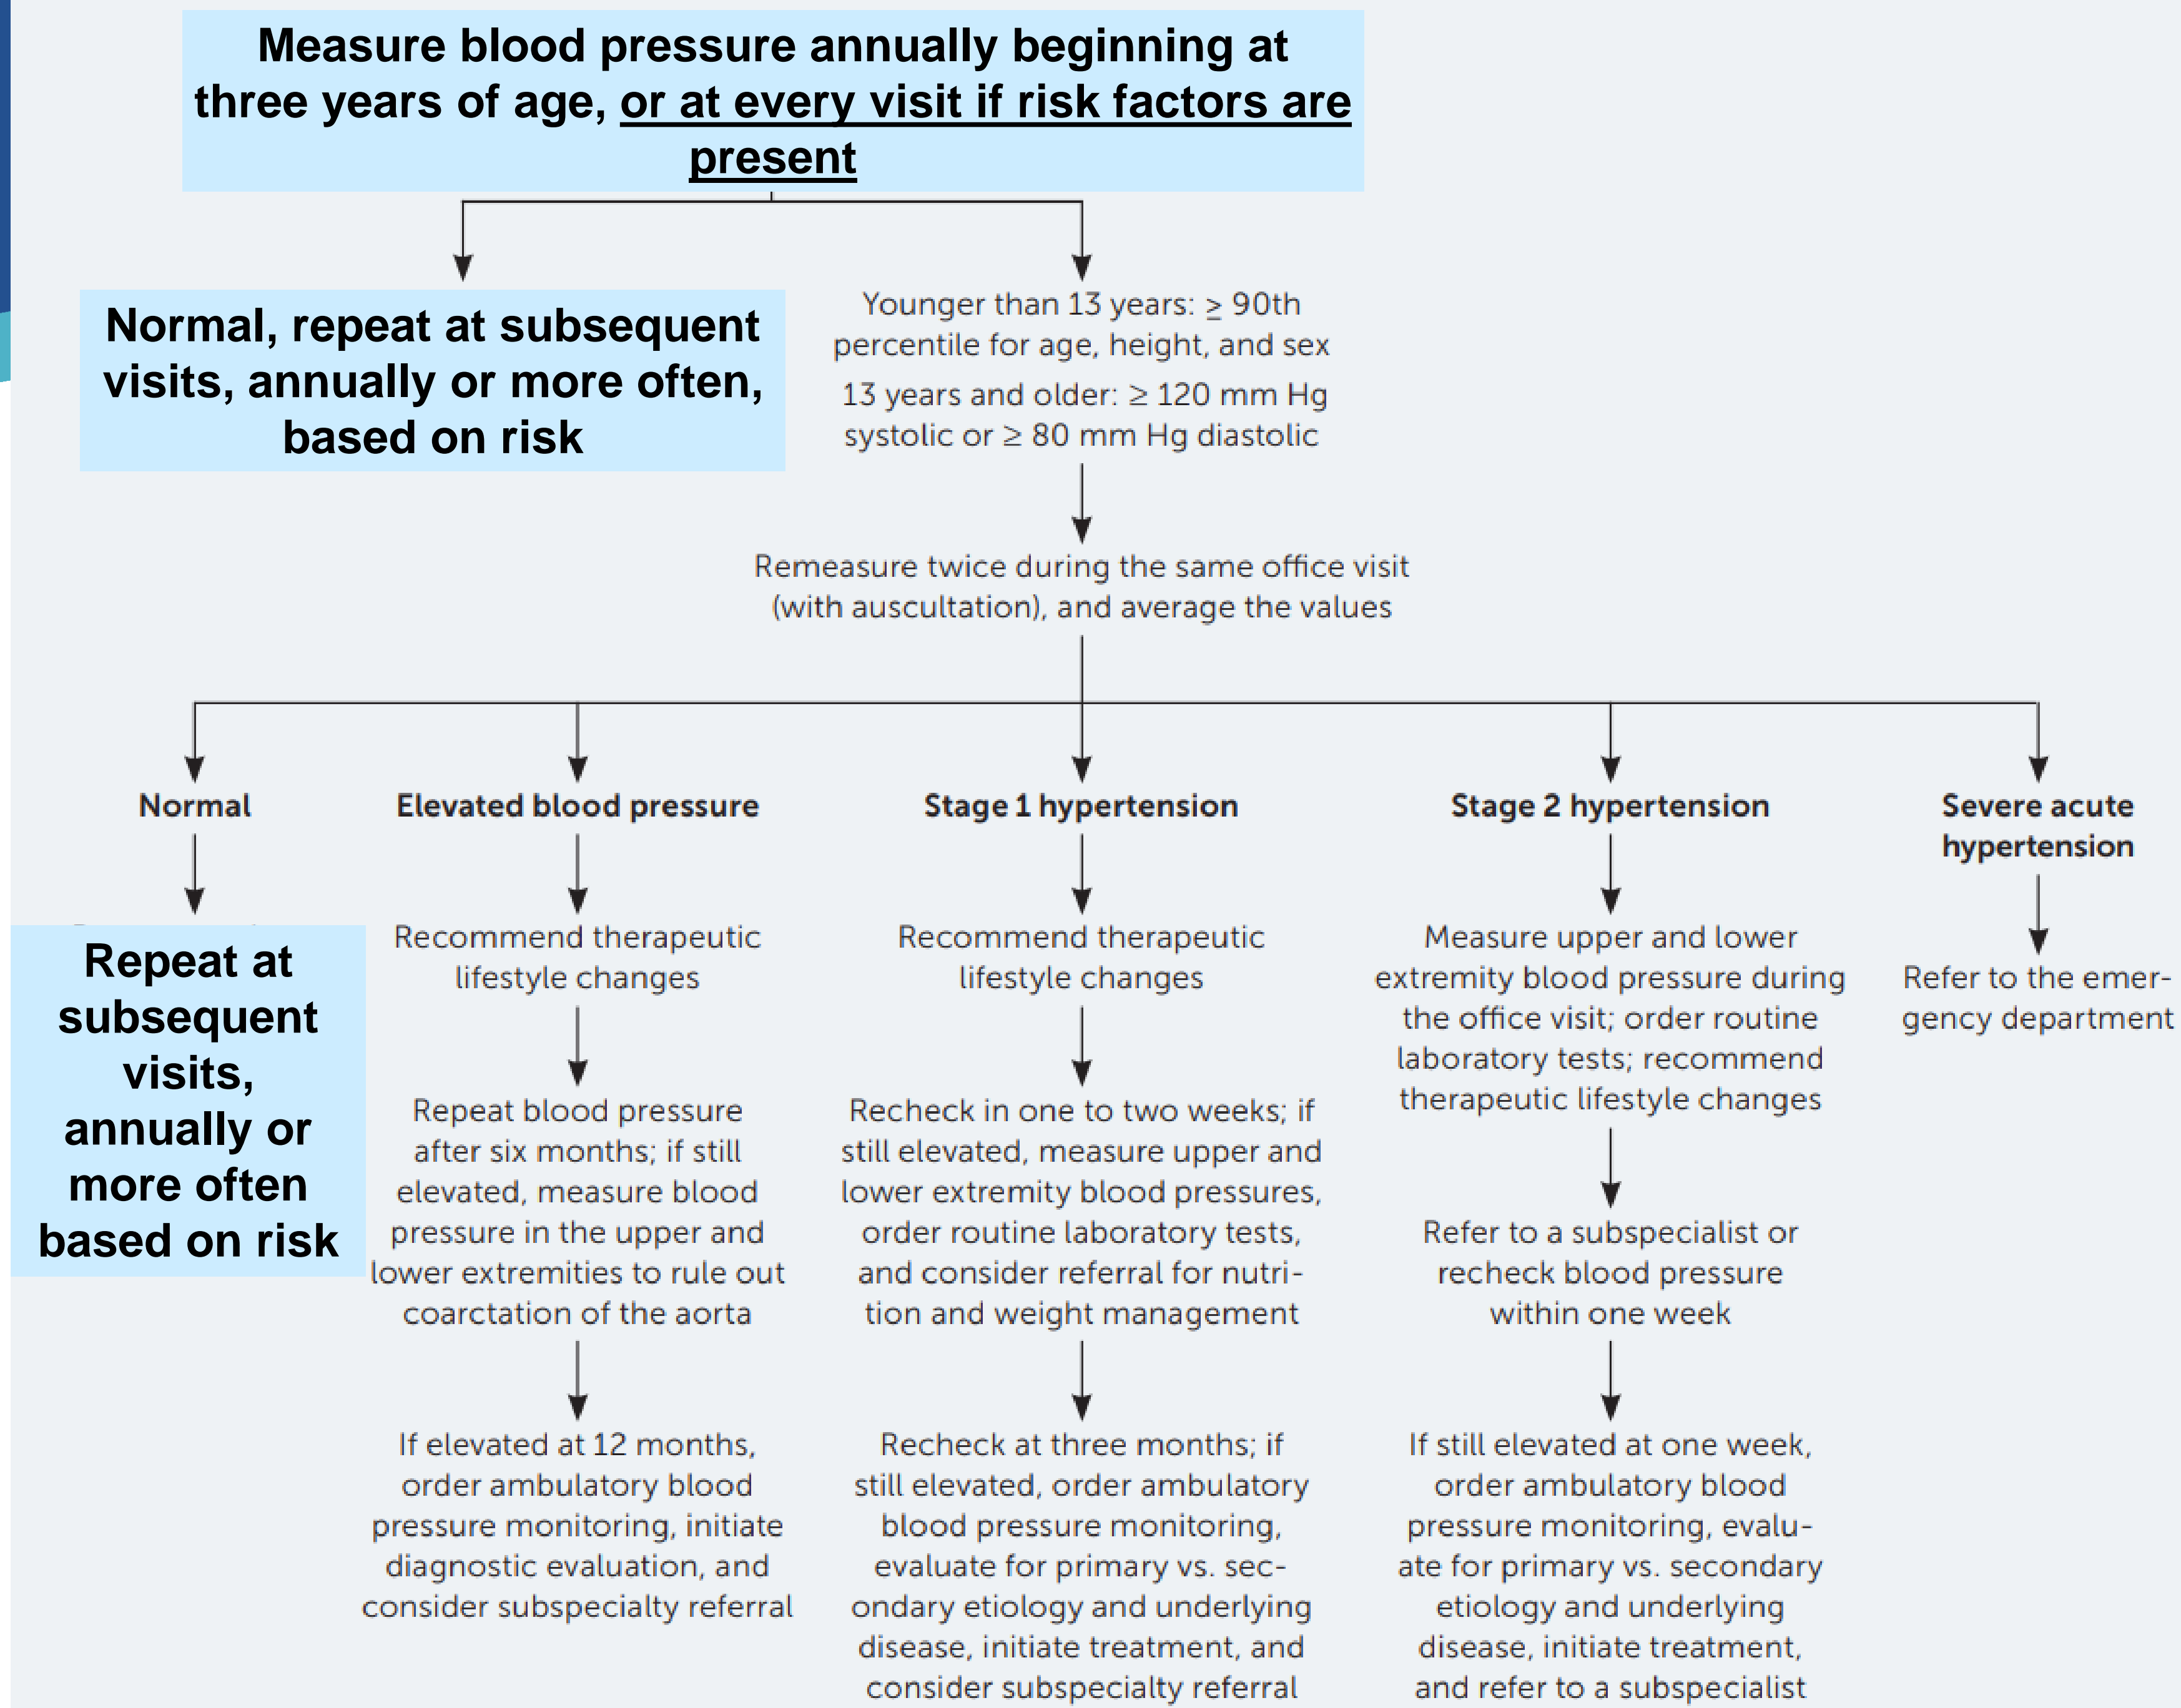 Measure blood pressure annually beginning at
three years of age, or at every visit if risk factors are
present
Normal, repeat at subsequent
visits, annually or more often,
based on risk
Younger than 13 years: ≥ 90th
percentile for age, height, and sex
13 years and older: ≥ 120 mm Hg
systolic or ≥ 80 mm Hg diastolic
Remeasure twice during the same office visit
(with auscultation), and average the values
Normal
Repeat at
subsequent
visits,
annually or
more often
based on risk
Elevated blood pressure
Recommend therapeutic
lifestyle changes
Repeat blood pressure
after six months; if still
elevated, measure blood
pressure in the upper and
lower extremities to rule out
coarctation of the aorta
If elevated at 12 months,
order ambulatory blood
pressure monitoring, initiate
diagnostic evaluation, and
consider subspecialty referral
Stage 1 hypertension
Recommend therapeutic
lifestyle changes
Recheck in one to two weeks; if
still elevated, measure upper and
lower extremity blood pressures,
order routine laboratory tests,
and consider referral for nutri-
tion and weight management
Recheck at three months; if
still elevated, order ambulatory
blood pressure monitoring,
evaluate for primary vs. sec-
ondary etiology and underlying
disease, initiate treatment, and
consider subspecialty referral
Stage 2 hypertension
Measure upper and lower
extremity blood pressure during
the office visit; order routine
laboratory tests; recommend
therapeutic lifestyle changes
Refer to a subspecialist or
recheck blood pressure
within one week
If still elevated at one week,
order ambulatory blood
pressure monitoring, evalu-
ate for primary vs. secondary
etiology and underlying
disease, initiate treatment,
and refer to a subspecialist
Severe acute
hypertension
Refer to the emer-
gency department